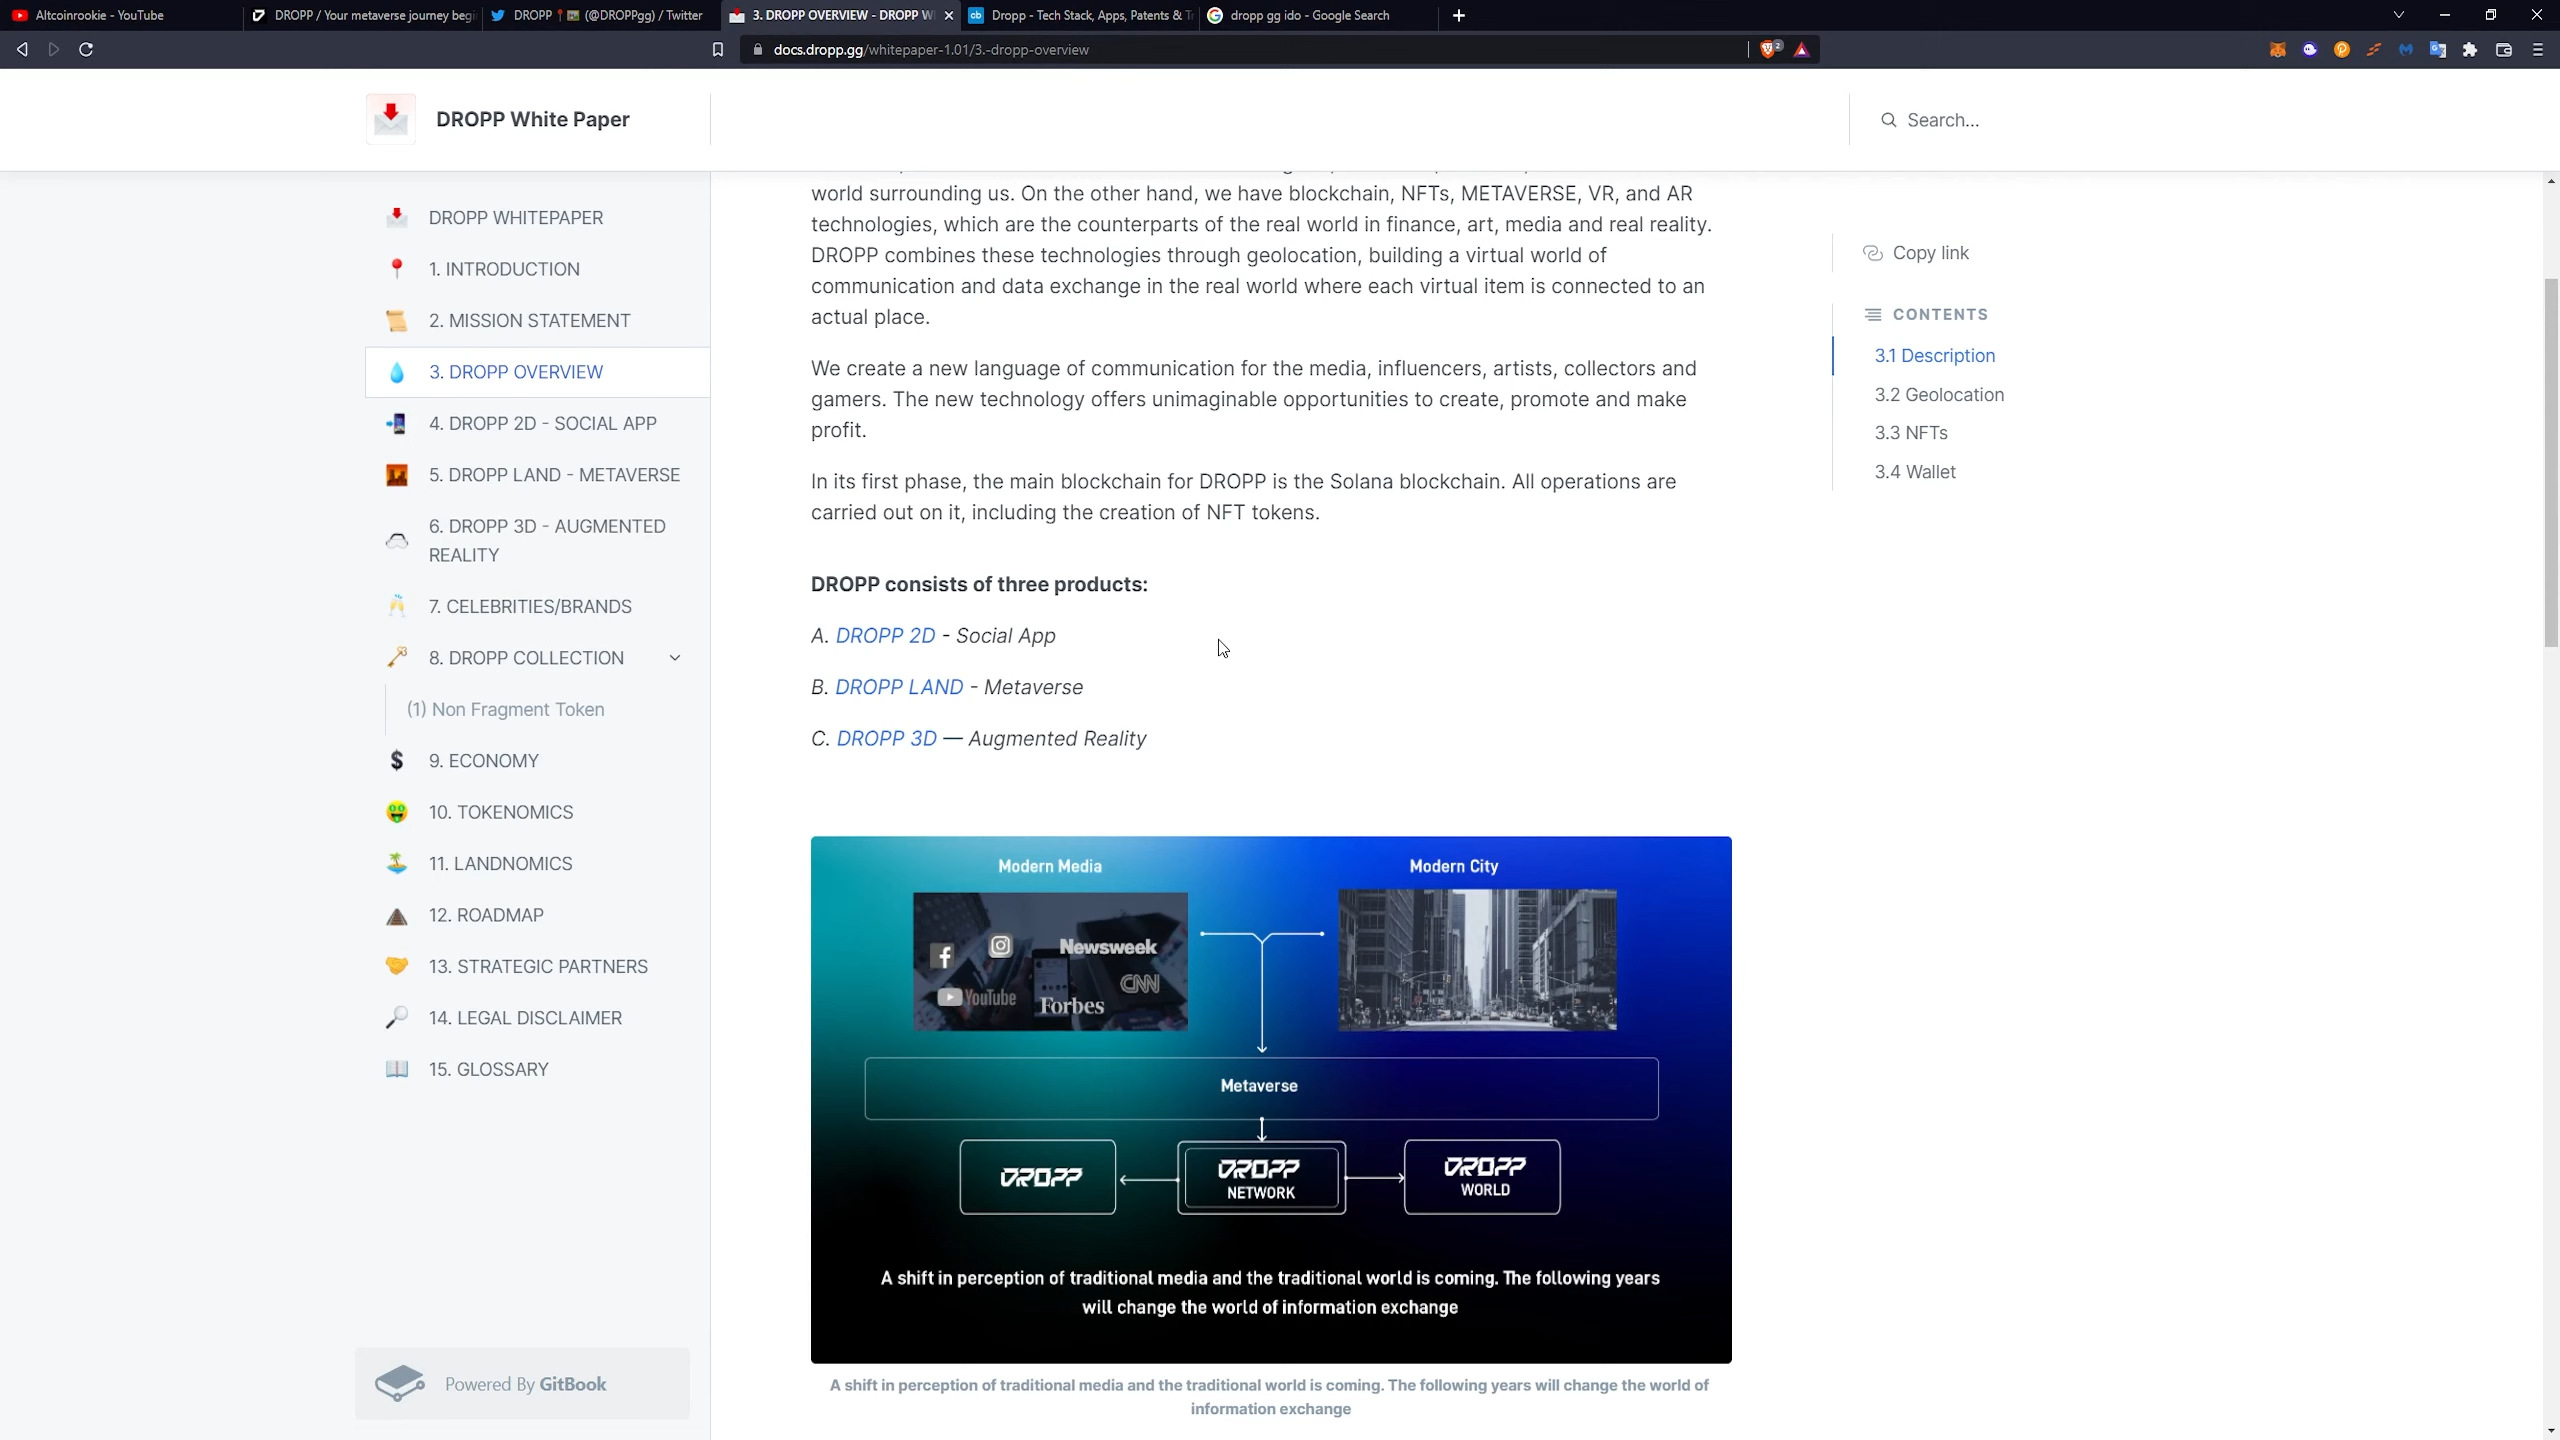 Altcoinrookie - YouTube
DROPP / Your metaverse journey begi
DROPP (@DROPPgg) / Twitter
3. DROPP OVERVIEW - DROPP W
Dropp - Tech Stack, Apps, Patents & T
dropp gg ido - Google Search
docs.dropp.gg/whitepaper-1.01/3.-dropp-overview
2
DROPP White Paper
Search...
DROPP WHITEPAPER
1. INTRODUCTION
2. MISSION STATEMENT
3. DROPP OVERVIEW
4. DROPP 2D - SOCIAL APP
5. DROPP LAND - METAVERSE
6. DROPP 3D - AUGMENTED
REALITY
7. CELEBRITIES/BRANDS
8. DROPP COLLECTION
(1) Non Fragment Token
9. ECONOMY
10. TOKENOMICS
11. LANDNOMICS
12. ROADMAP
13. STRATEGIC PARTNERS
14. LEGAL DISCLAIMER
15. GLOSSARY
Powered By GitBook
world surrounding us. On the other hand, we have blockchain, NFTs, METAVERSE, VR, and AR
technologies, which are the counterparts of the real world in finance, art, media and real reality.
DROPP combines these technologies through geolocation, building a virtual world of
communication and data exchange in the real world where each virtual item is connected to an
actual place.
We create a new language of communication for the media, influencers, artists, collectors and
gamers. The new technology offers unimaginable opportunities to create, promote and make
profit.
In its first phase, the main blockchain for DROPP is the Solana blockchain. All operations are
carried out on it, including the creation of NFT tokens.
DROPP consists of three products:
A. DROPP 2D - Social App
B. DROPP LAND - Metaverse
C. DROPP 3D — Augmented Reality
Modern Media
Modern City
Newsweek
CNN
YouTube
Forbes
Metaverse
DROPP
DROPP
NETWORK
DROPP
WORLD
A shift in perception of traditional media and the traditional world is coming. The following years
will change the world of information exchange
A shift in perception of traditional media and the traditional world is coming. The following years will change the world of
information exchange
Copy link
CONTENTS
3.1 Description
3.2 Geolocation
3.3 NFTs
3.4 Wallet